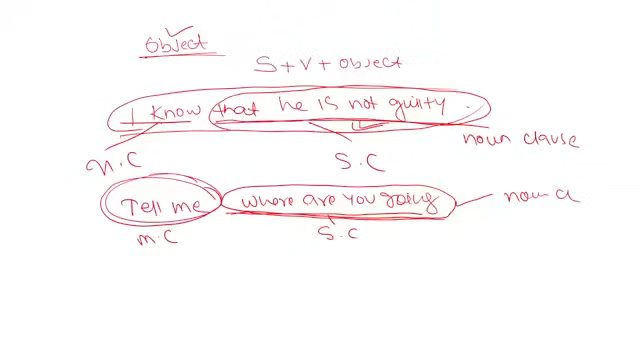 Object
S + V + object
I know that he is not guilty.
noun clause
M.C S.C
Tell me where are you going
noun cl
m.C S.C